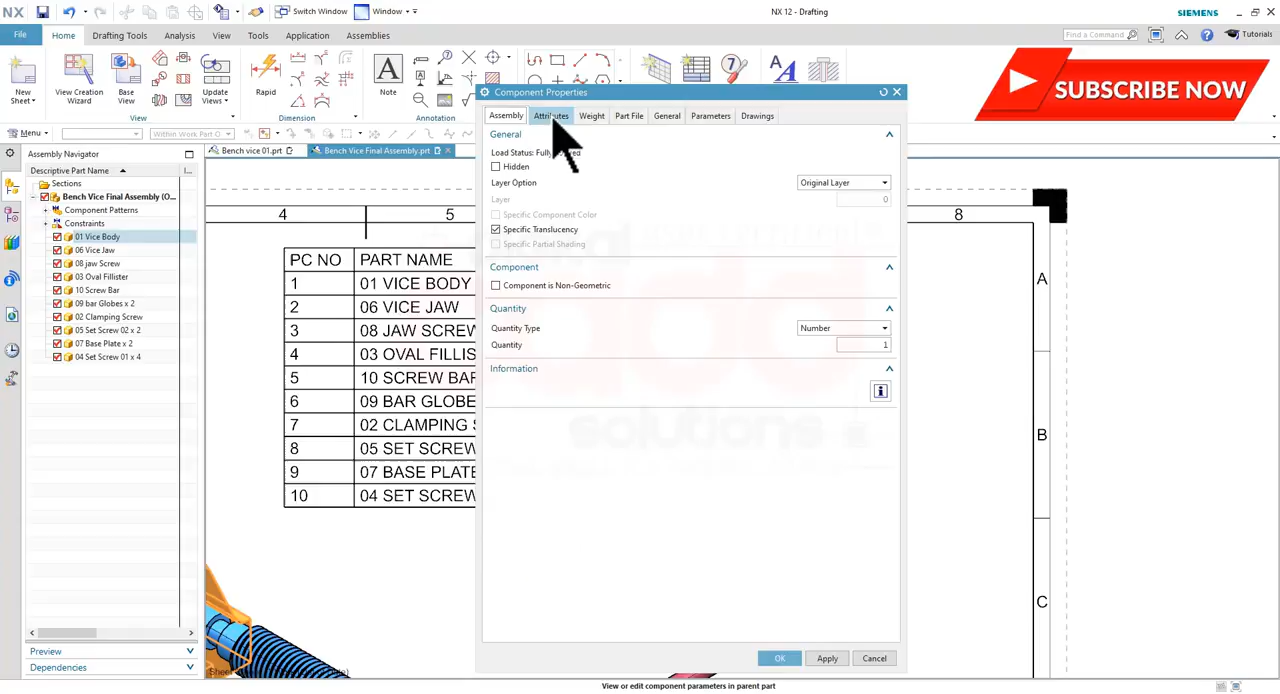 NX
Switch Window
Window
NX 12 - Drafting
SIEMENS
File
Home
Drafting Tools
Analysis
View
Tools
Application
Assemblies
Find a Command
Tutorials
New
Sheet
View Creation
Wizard
Base
View
Update
Views
Rapid
Note
View
Dimension
Annotation
SUBSCRIBE NOW
Menu
Within Work Part O
Assembly Navigator
Bench vice 01.prt
Bench Vice Final Assembly.prt
Descriptive Part Name
Sections
Bench Vice Final Assembly (O...
Component Patterns
Constraints
01 Vice Body
06 Vice Jaw
08 jaw Screw
03 Oval Fillister
10 Screw Bar
09 bar Globes x 2
02 Clamping Screw
05 Set Screw 02 x 2
07 Base Plate x 2
04 Set Screw 01 x 4
Preview
Dependencies
4
5
8
A
B
C
PC NO PART NAME
1 01 VICE BODY
2 06 VICE JAW
3 08 JAW SCREW
4 03 OVAL FILLIS
5 10 SCREW BAR
6 09 BAR GLOBE
7 02 CLAMPING S
8 05 SET SCREW
9 07 BASE PLATE
10 04 SET SCREW
Component Properties
Assembly
Attributes
Weight
Part File
General
Parameters
Drawings
General
Load Status: Fully
Hidden
Layer Option
Original Layer
Layer
0
Specific Component Color
Specific Translucency
Specific Partial Shading
Component
Component is Non-Geometric
Quantity
Quantity Type
Number
Quantity
1
Information
solutions
OK
Apply
Cancel
View or edit component parameters in parent part